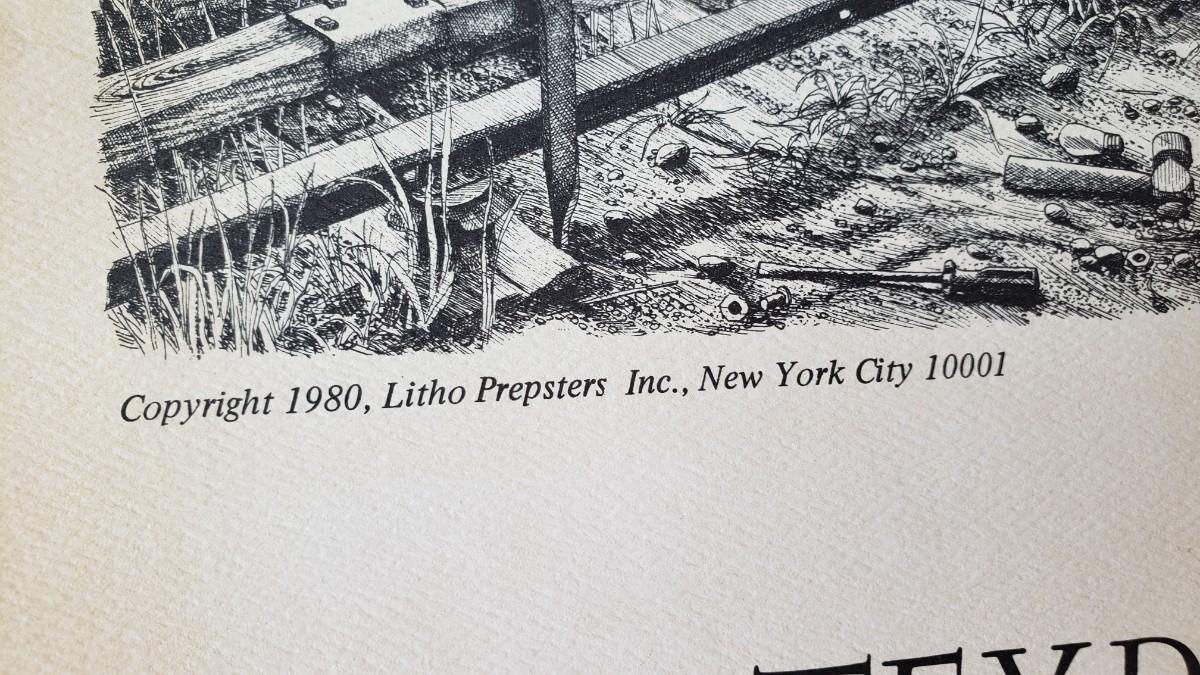 Copyright 1980, Litho Prepsters Inc., New York City 10001